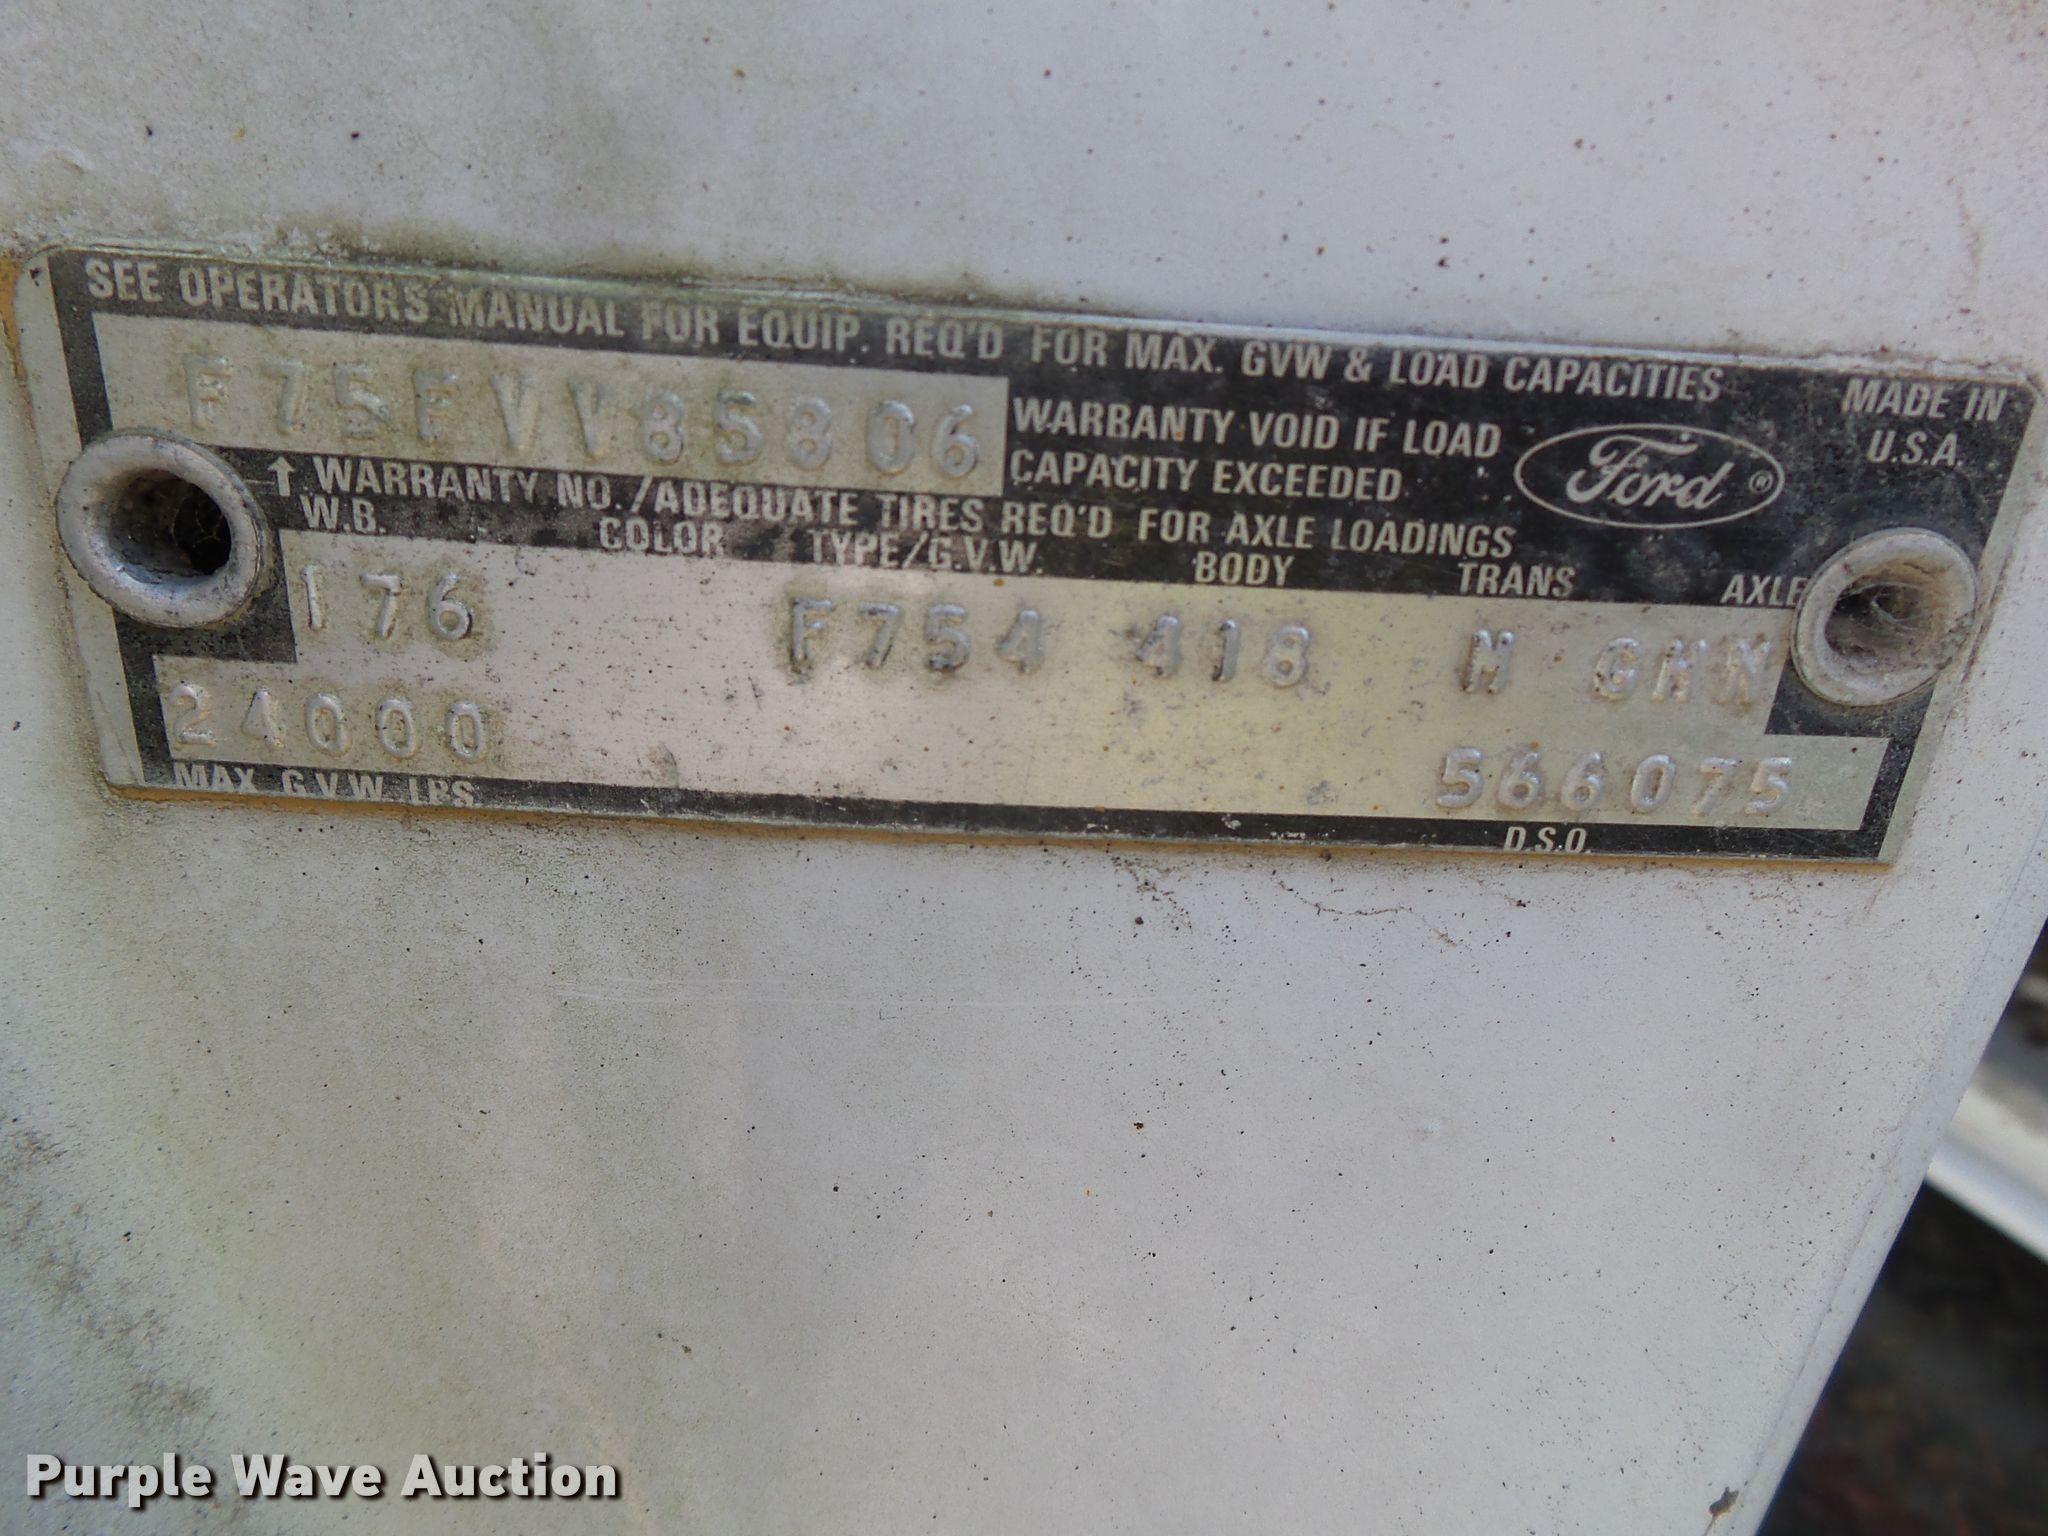 SEE OPERATORS MANUAL FOR EQUIP. REQ'D FOR MAX. GVW & LOAD CAPACITIES
MADE IN
U.S.A.
F75FVV85806
WARRANTY VOID IF LOAD
CAPACITY EXCEEDED
Ford ®
↑ WARRANTY NO./ADEQUATE TIRES REQ'D FOR AXLE LOADINGS
W.B. COLOR TYPE/G.V.W. BODY TRANS AXLE
176 F754 418 M GMN
24000 566075
MAX. G.V.W. LBS. D.S.O.
Purple Wave Auction